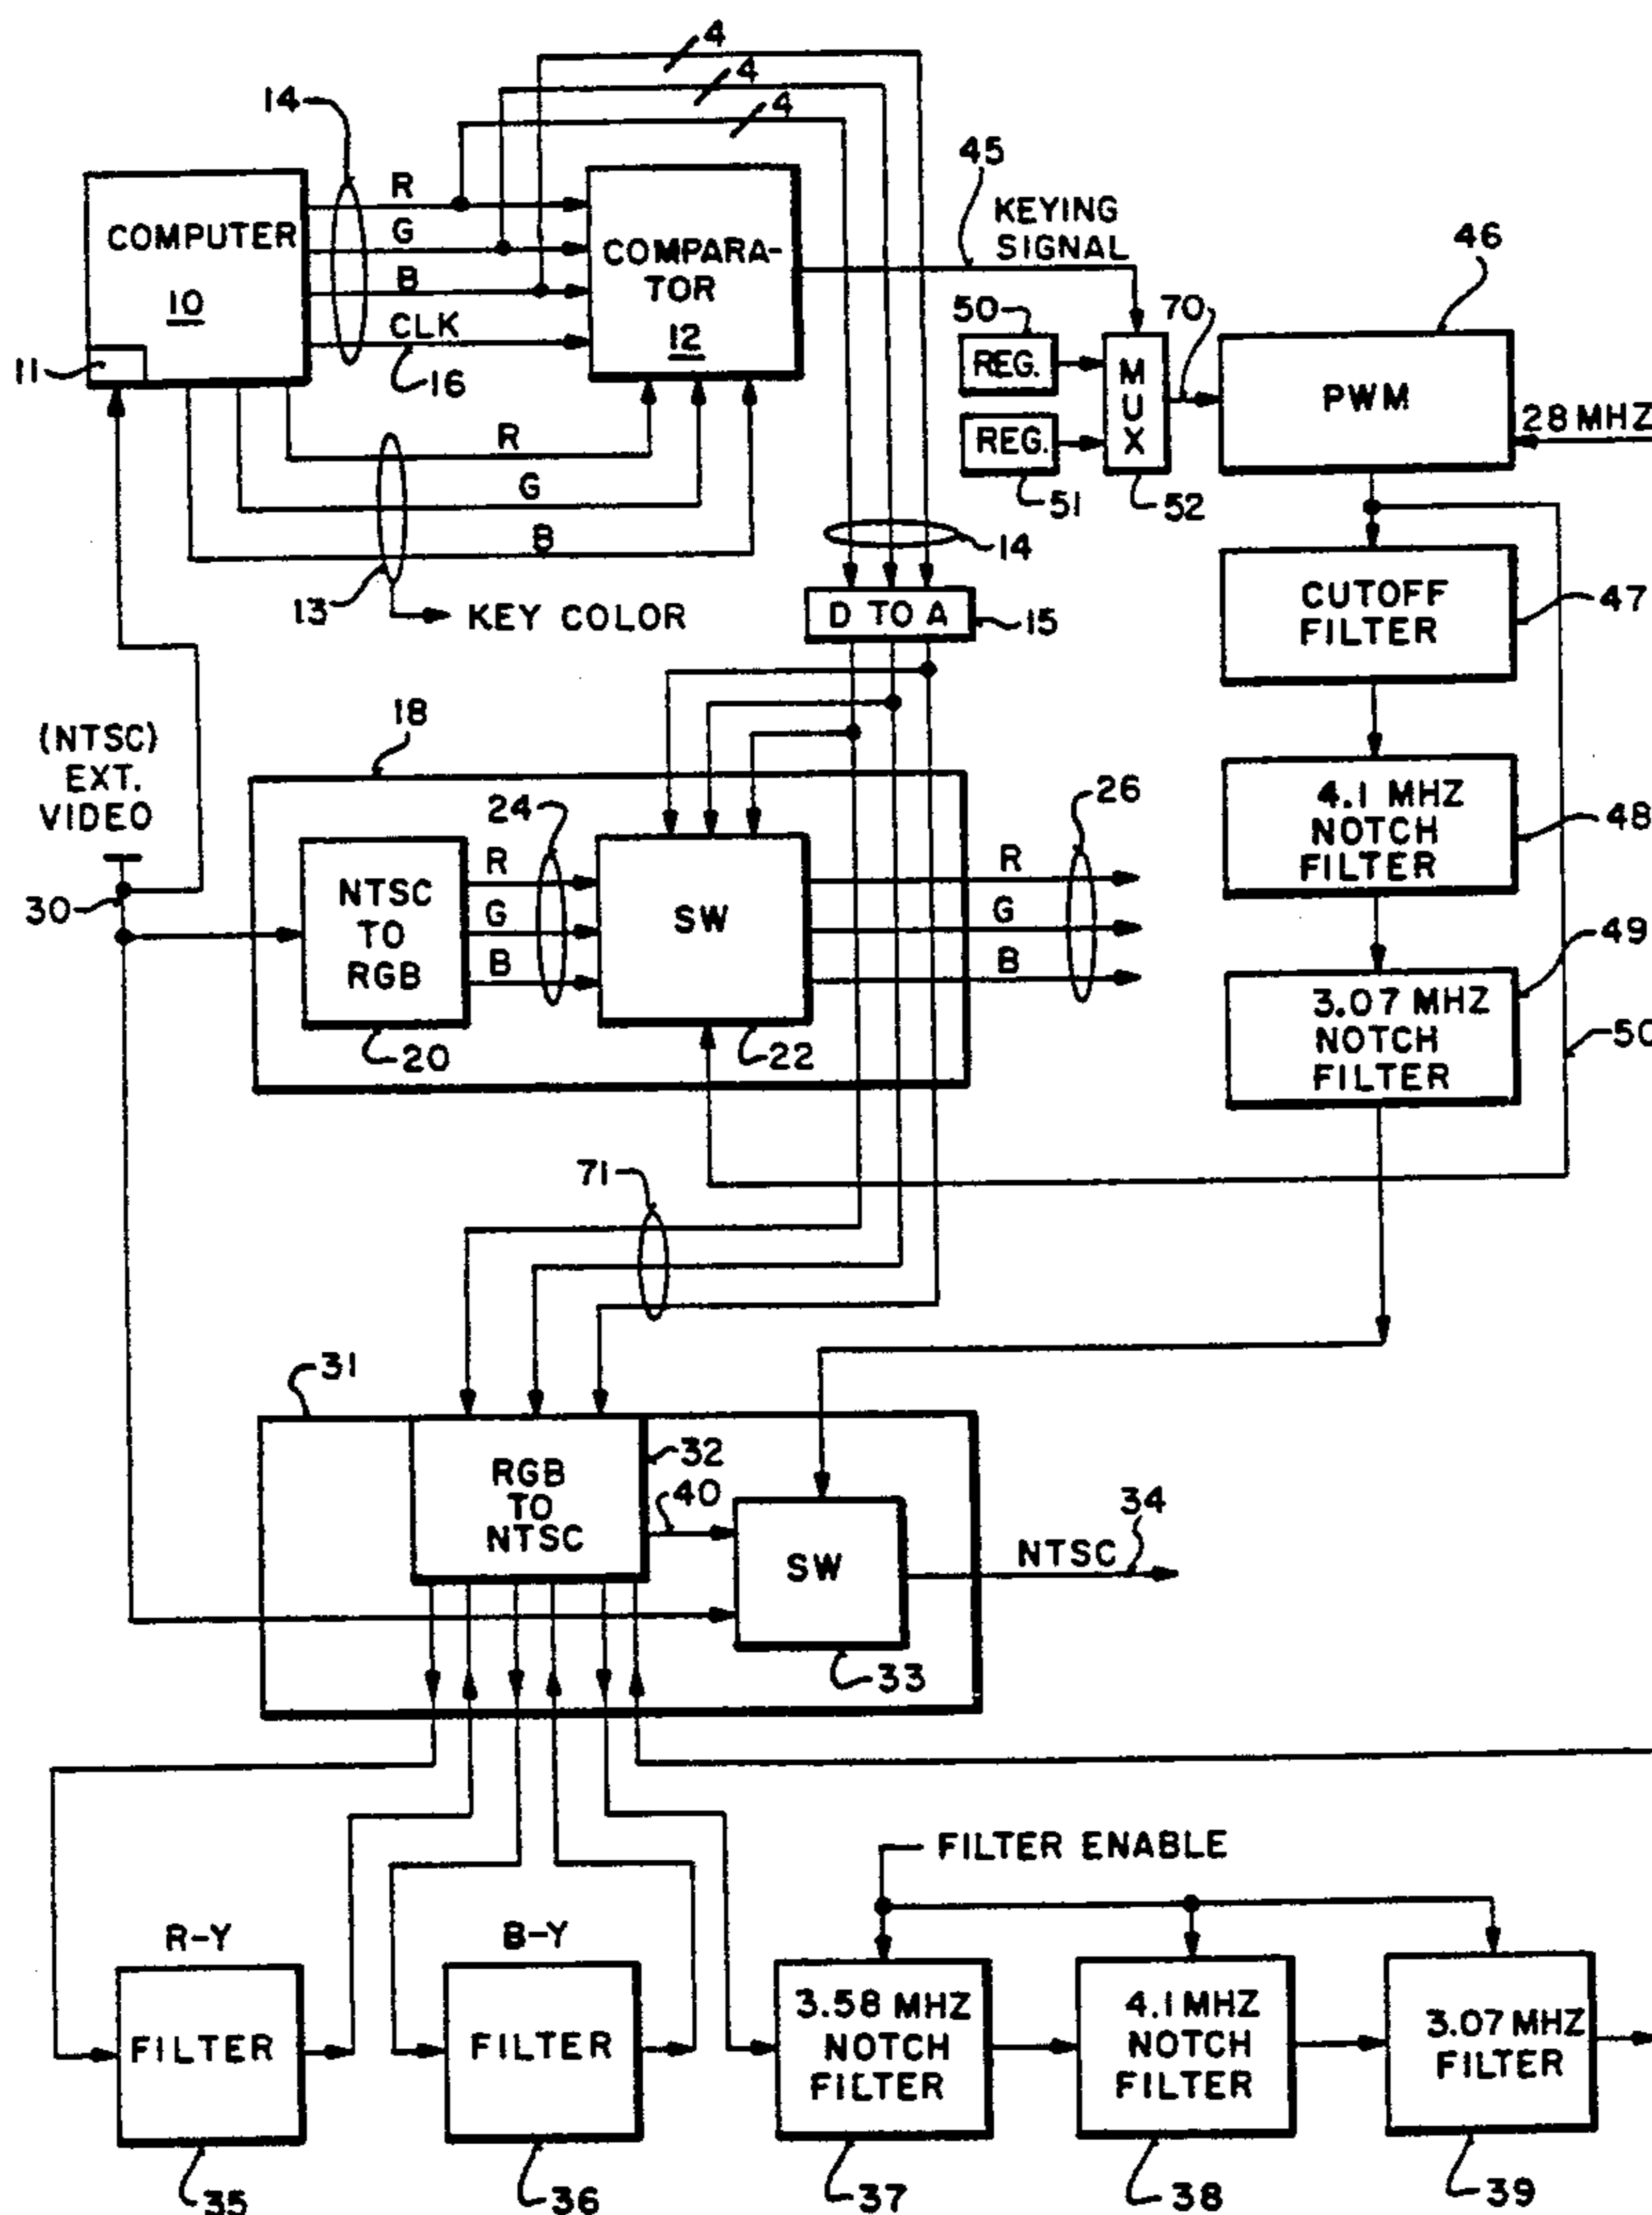 4
4
4
14
45
R
G
B
CLK
COMPUTER
10
11
16
COMPARA-
TOR
12
KEYING
SIGNAL
46
50
70
REG.
REG.
51
MUX
52
PWM
28 MHZ
R
G
B
13
KEY COLOR
14
D TO A
15
CUTOFF
FILTER
47
(NTSC)
EXT.
VIDEO
30
18
24
26
NTSC
TO
RGB
20
R
G
B
SW
22
R
G
B
4.1 MHZ
NOTCH
FILTER
48
3.07 MHZ
NOTCH
FILTER
49
50
71
31
RGB
TO
NTSC
32
40
SW
33
NTSC
34
FILTER ENABLE
R-Y
B-Y
FILTER
FILTER
3.58 MHZ
NOTCH
FILTER
4.1 MHZ
NOTCH
FILTER
3.07 MHZ
FILTER
35
36
37
38
39